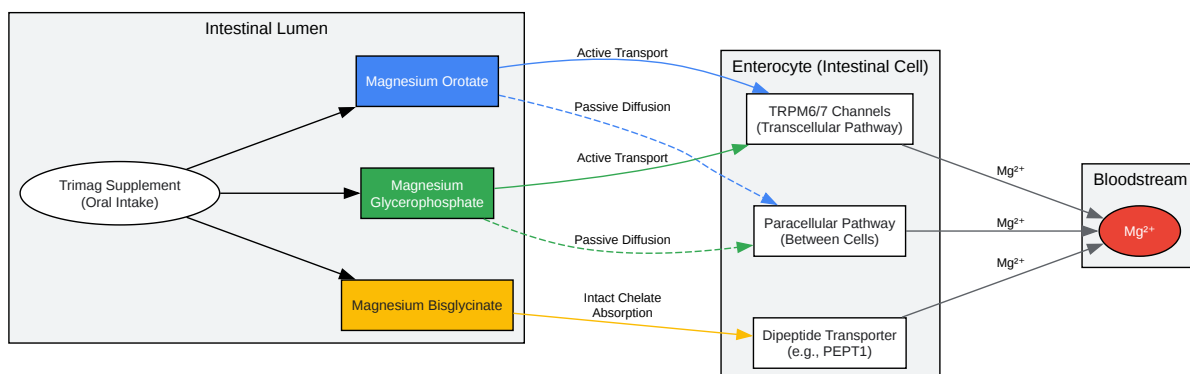 Intestinal Lumen
Trimag Supplement
(Oral Intake)
Magnesium Orotate
Magnesium
Glycerophosphate
Magnesium Bisglycinate
Active Transport
Passive Diffusion
Active Transport
Passive Diffusion
Intact Chelate
Absorption
Enterocyte (Intestinal Cell)
TRPM6/7 Channels
(Transcellular Pathway)
Paracellular Pathway
(Between Cells)
Dipeptide Transporter
(e.g., PEPT1)
Mg²⁺
Mg²⁺
Mg²⁺
Bloodstream
Mg²⁺